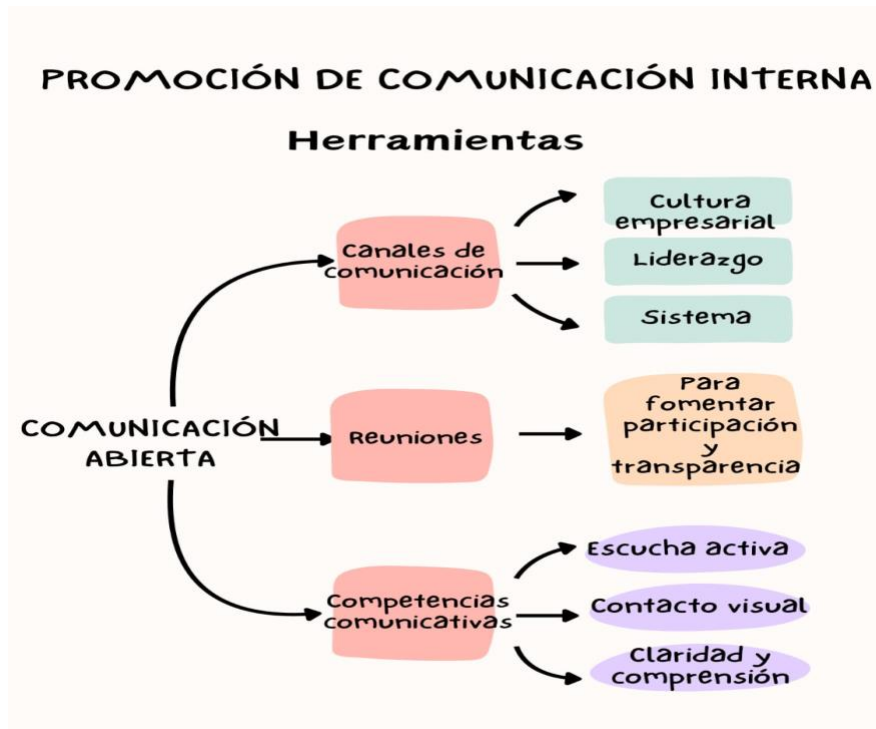 PROMOCIÓN DE COMUNICACIÓN INTERNA
Herramientas
COMUNICACIÓN
ABIERTA
Canales de
comunicación
Cultura
empresarial
Liderazgo
Sistema
Reuniones
Para
fomentar
participación
y
transparencia
Competencias
comunicativas
Escucha activa
Contacto visual
Claridad y
comprensión